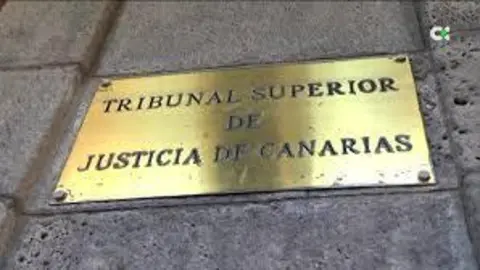 TRIBUNAL SUPERIOR
DE
JUSTICIA DE CANARIAS